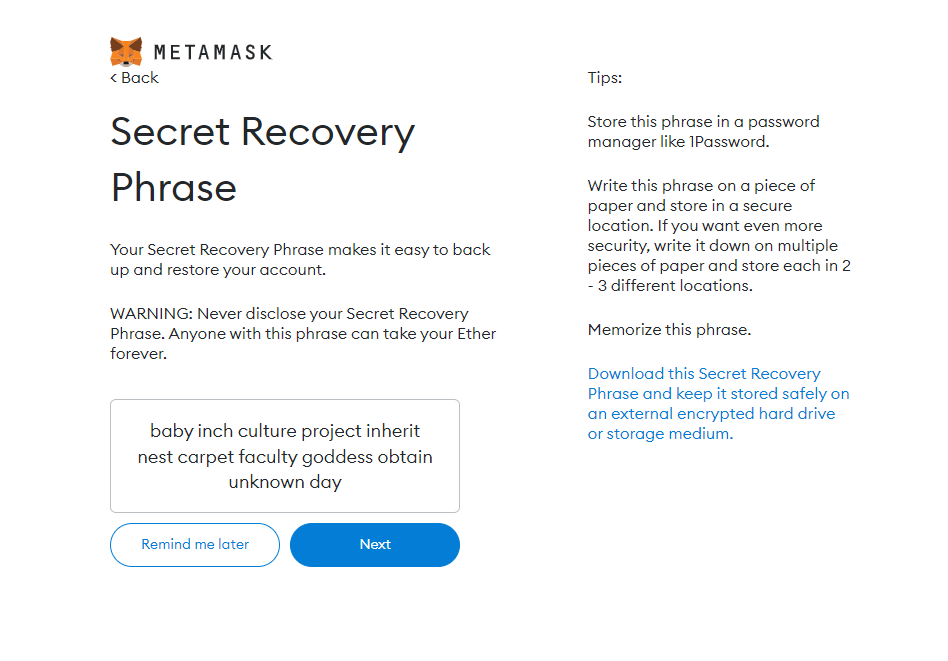 METAMASK
< Back
Secret Recovery
Phrase
Your Secret Recovery Phrase makes it easy to back
up and restore your account.
WARNING: Never disclose your Secret Recovery
Phrase. Anyone with this phrase can take your Ether
forever.
baby inch culture project inherit
nest carpet faculty goddess obtain
unknown day
Remind me later
Next
Tips:
Store this phrase in a password
manager like 1Password.
Write this phrase on a piece of
paper and store in a secure
location. If you want even more
security, write it down on multiple
pieces of paper and store each in 2
- 3 different locations.
Memorize this phrase.
Download this Secret Recovery
Phrase and keep it stored safely on
an external encrypted hard drive
or storage medium.